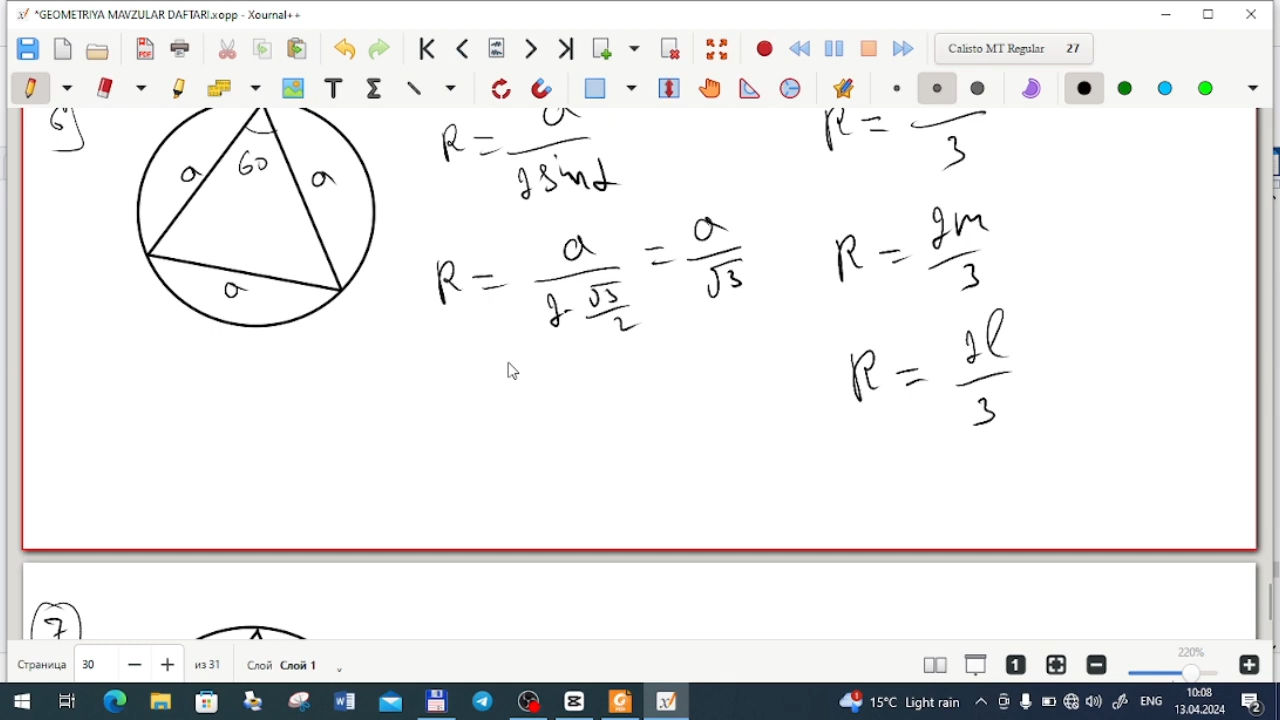 *GEOMETRIYA MAVZULAR DAFTARI.xopp - Xournal++
Calisto MT Regular 27
6)
a
60
a
a
R = a / 2 sin α
R = a / (2 · √3/2) = a / √3
R = / 3
R = 2m / 3
R = 2l / 3
7
Страница 30 из 31 Слой Слой 1
220%
15°C Light rain
ENG
10:08
13.04.2024